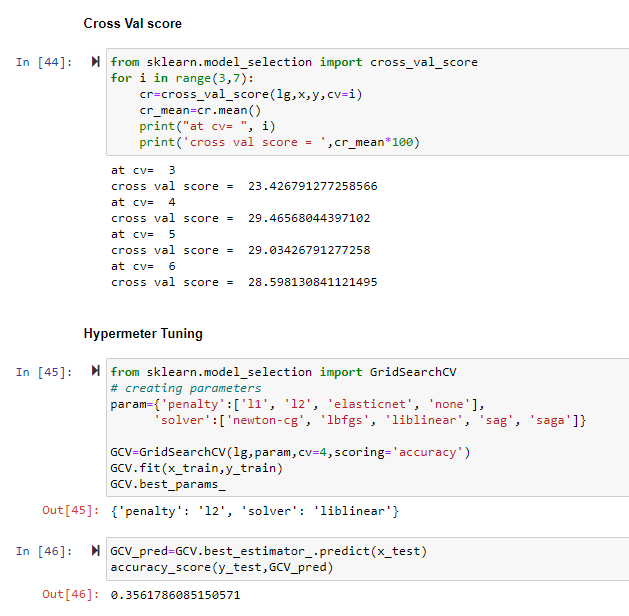 Cross Val score
In [44]: from sklearn.model_selection import cross_val_score
for i in range(3,7):
    cr=cross_val_score(lg,x,y,cv=i)
    cr_mean=cr.mean()
    print("at cv= ", i)
    print('cross val score = ',cr_mean*100)
at cv=  3
cross val score =  23.426791277258566
at cv=  4
cross val score =  29.46568044397102
at cv=  5
cross val score =  29.03426791277258
at cv=  6
cross val score =  28.598130841121495
Hypermeter Tuning
In [45]: from sklearn.model_selection import GridSearchCV
# creating parameters
param={'penalty':['l1', 'l2', 'elasticnet', 'none'],
      'solver':['newton-cg', 'lbfgs', 'liblinear', 'sag', 'saga']}
GCV=GridSearchCV(lg,param,cv=4,scoring='accuracy')
GCV.fit(x_train,y_train)
GCV.best_params_
Out[45]: {'penalty': 'l2', 'solver': 'liblinear'}
In [46]: GCV_pred=GCV.best_estimator_.predict(x_test)
accuracy_score(y_test,GCV_pred)
Out[46]: 0.3561786085150571